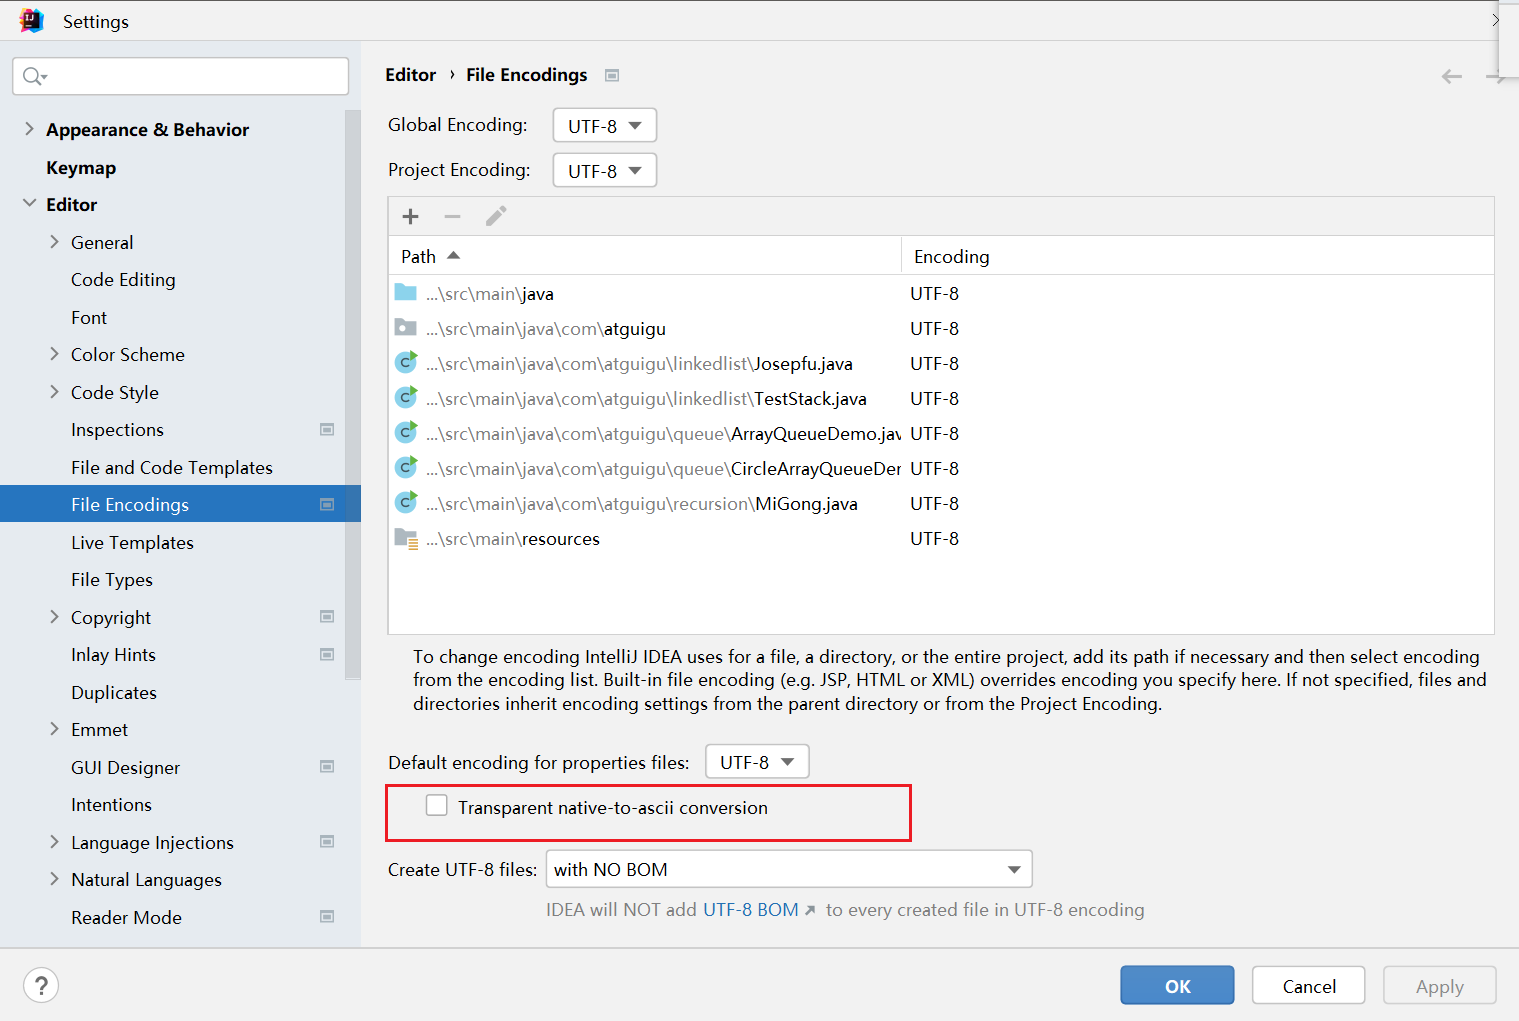 Settings
Appearance & Behavior
Keymap
Editor
General
Code Editing
Font
Color Scheme
Code Style
Inspections
File and Code Templates
File Encodings
Live Templates
File Types
Copyright
Inlay Hints
Duplicates
Emmet
GUI Designer
Intentions
Language Injections
Natural Languages
Reader Mode
Editor › File Encodings
Global Encoding: UTF-8
Project Encoding: UTF-8
Path Encoding
...\src\main\java UTF-8
...\src\main\java\com\atguigu UTF-8
...\src\main\java\com\atguigu\linkedlist\Josepfu.java UTF-8
...\src\main\java\com\atguigu\linkedlist\TestStack.java UTF-8
...\src\main\java\com\atguigu\queue\ArrayQueueDemo.jav UTF-8
...\src\main\java\com\atguigu\queue\CircleArrayQueueDer UTF-8
...\src\main\java\com\atguigu\recursion\MiGong.java UTF-8
...\src\main\resources UTF-8
To change encoding IntelliJ IDEA uses for a file, a directory, or the entire project, add its path if necessary and then select encoding
from the encoding list. Built-in file encoding (e.g. JSP, HTML or XML) overrides encoding you specify here. If not specified, files and
directories inherit encoding settings from the parent directory or from the Project Encoding.
Default encoding for properties files: UTF-8
Transparent native-to-ascii conversion
Create UTF-8 files: with NO BOM
IDEA will NOT add UTF-8 BOM ↗ to every created file in UTF-8 encoding
?
OK
Cancel
Apply